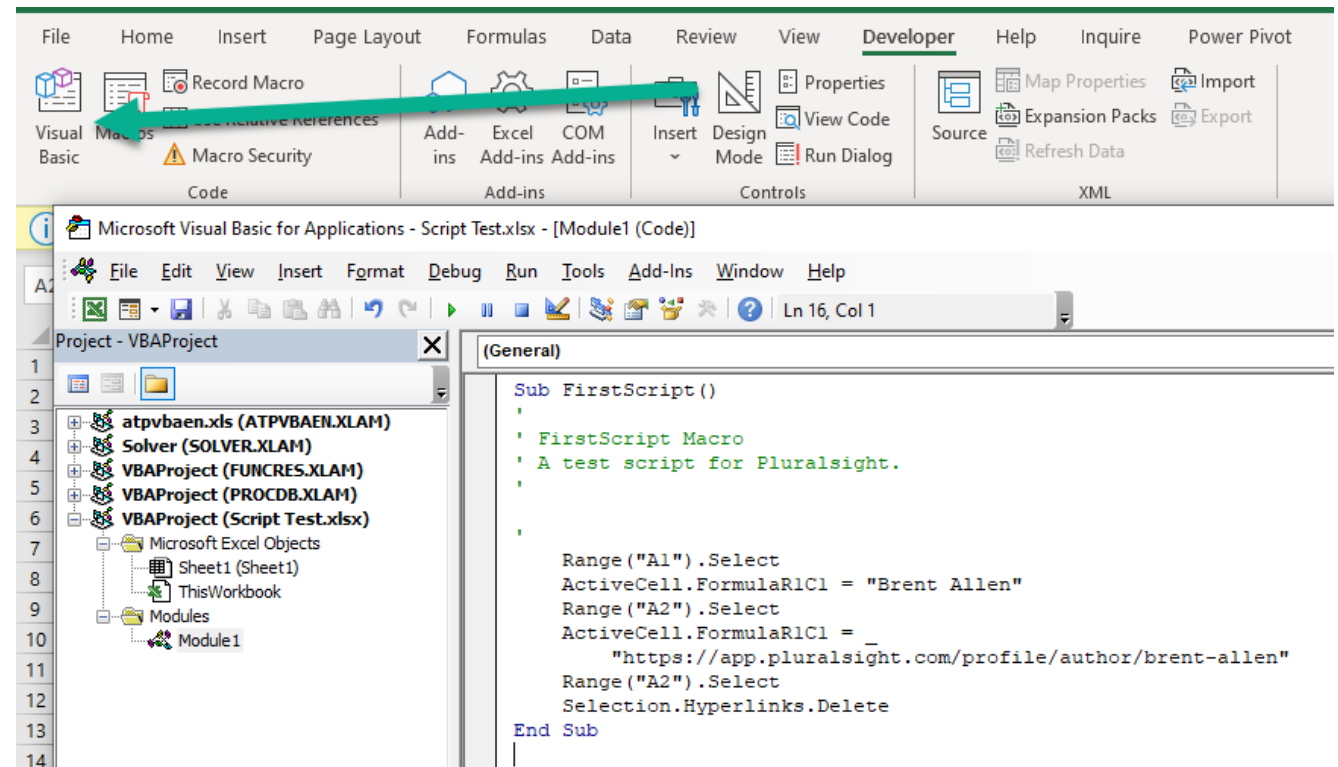 File Home Insert Page Layout Formulas Data Review View Developer Help Inquire Power Pivot
Visual Basic
Macros
Record Macro
Use Relative References
Macro Security
Code
Add-ins
Excel Add-ins
COM Add-ins
Add-ins
Insert
Design Mode
Properties
View Code
Run Dialog
Controls
Source
Map Properties
Expansion Packs
Refresh Data
Import
Export
XML
Microsoft Visual Basic for Applications - Script Test.xlsx - [Module1 (Code)]
File Edit View Insert Format Debug Run Tools Add-Ins Window Help
Ln 16, Col 1
Project - VBAProject
atpvbaen.xls (ATPVBAEN.XLAM)
Solver (SOLVER.XLAM)
VBAProject (FUNCRES.XLAM)
VBAProject (PROCDB.XLAM)
VBAProject (Script Test.xlsx)
Microsoft Excel Objects
Sheet1 (Sheet1)
ThisWorkbook
Modules
Module1
1
2
3
4
5
6
7
8
9
10
11
12
13
14
(General)
Sub FirstScript()
'
' FirstScript Macro
' A test script for Pluralsight.
'
'
Range("A1").Select
ActiveCell.FormulaR1C1 = "Brent Allen"
Range("A2").Select
ActiveCell.FormulaR1C1 = _
"https://app.pluralsight.com/profile/author/brent-allen"
Range("A2").Select
Selection.Hyperlinks.Delete
End Sub